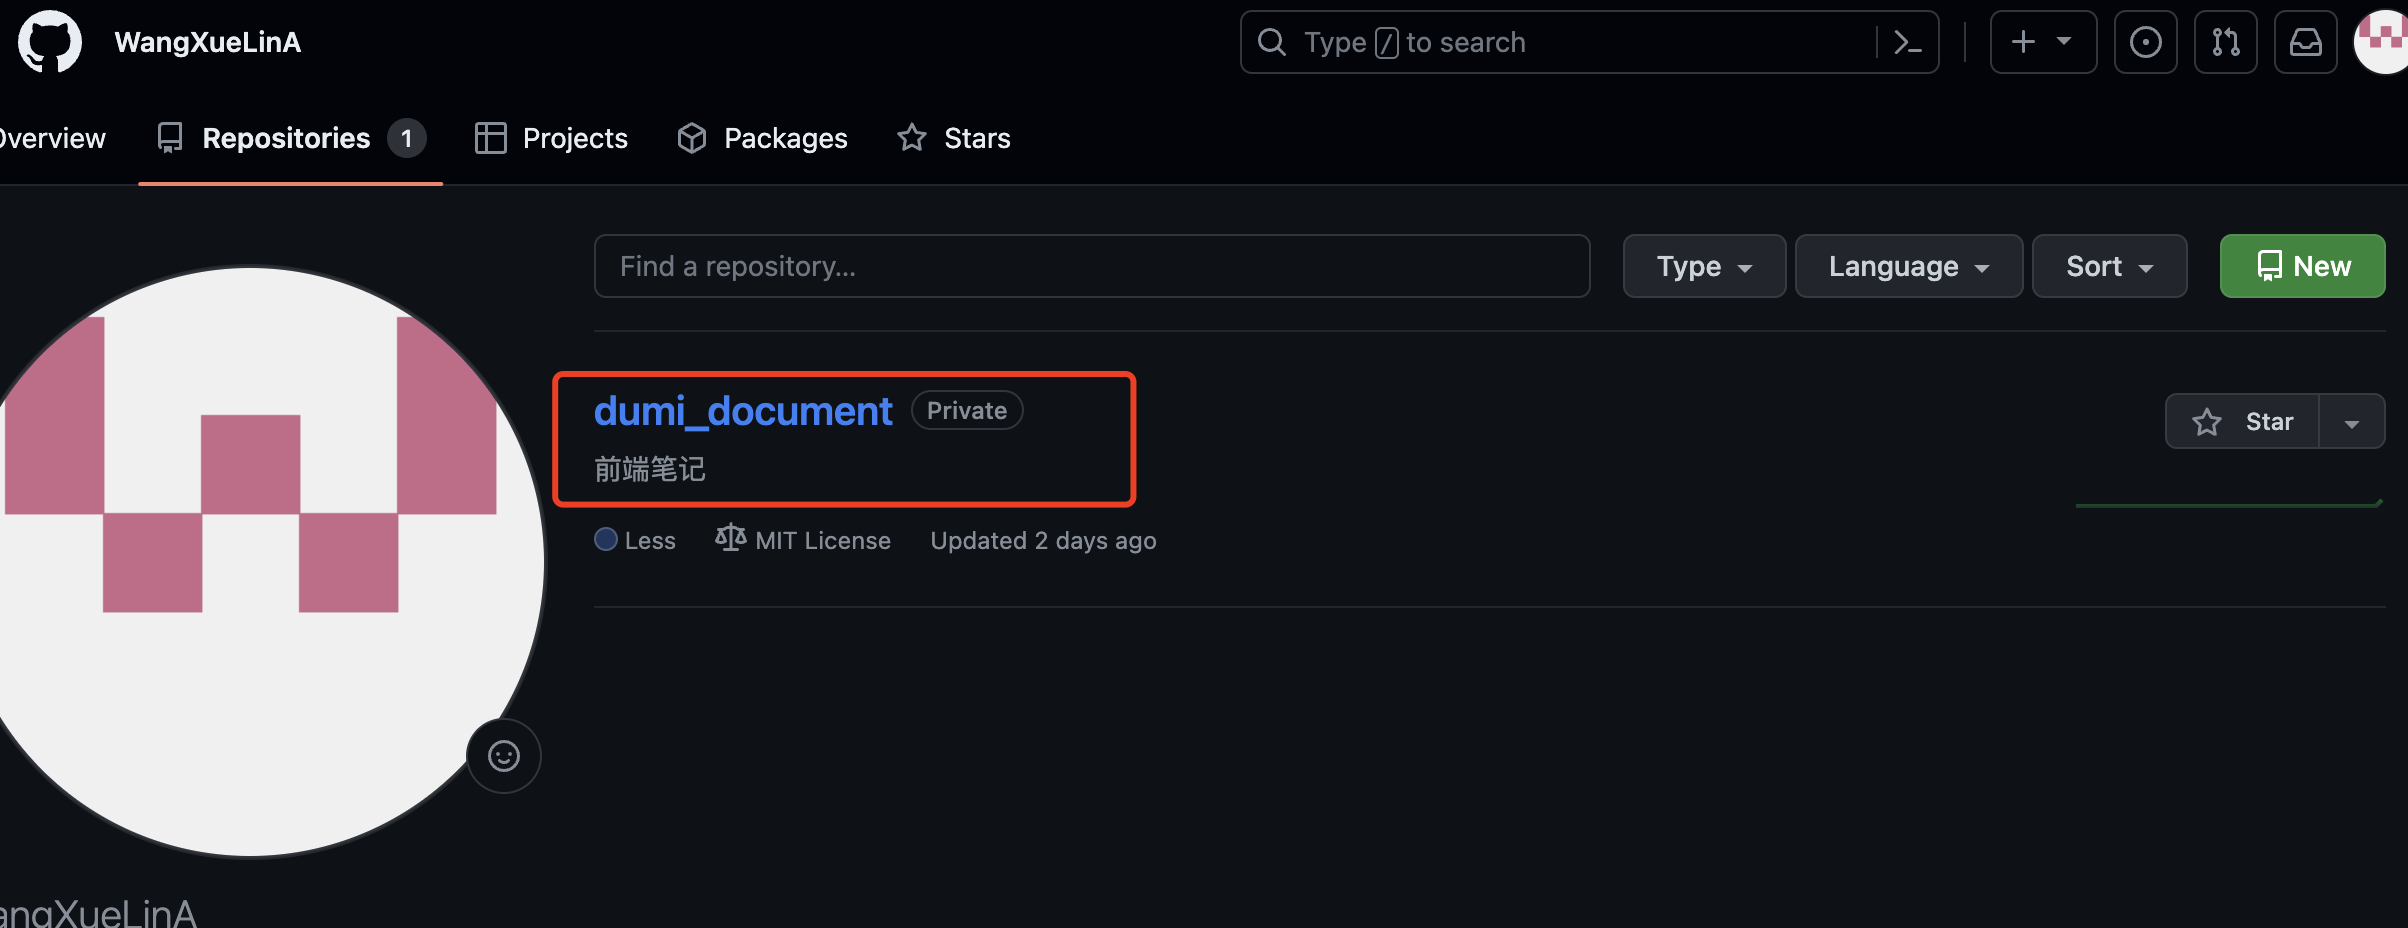 WangXueLinA
Type / to search
Overview
Repositories 1
Projects
Packages
Stars
Find a repository...
Type
Language
Sort
New
dumi_document Private
前端笔记
Star
Less MIT License Updated 2 days ago
angXueLinA